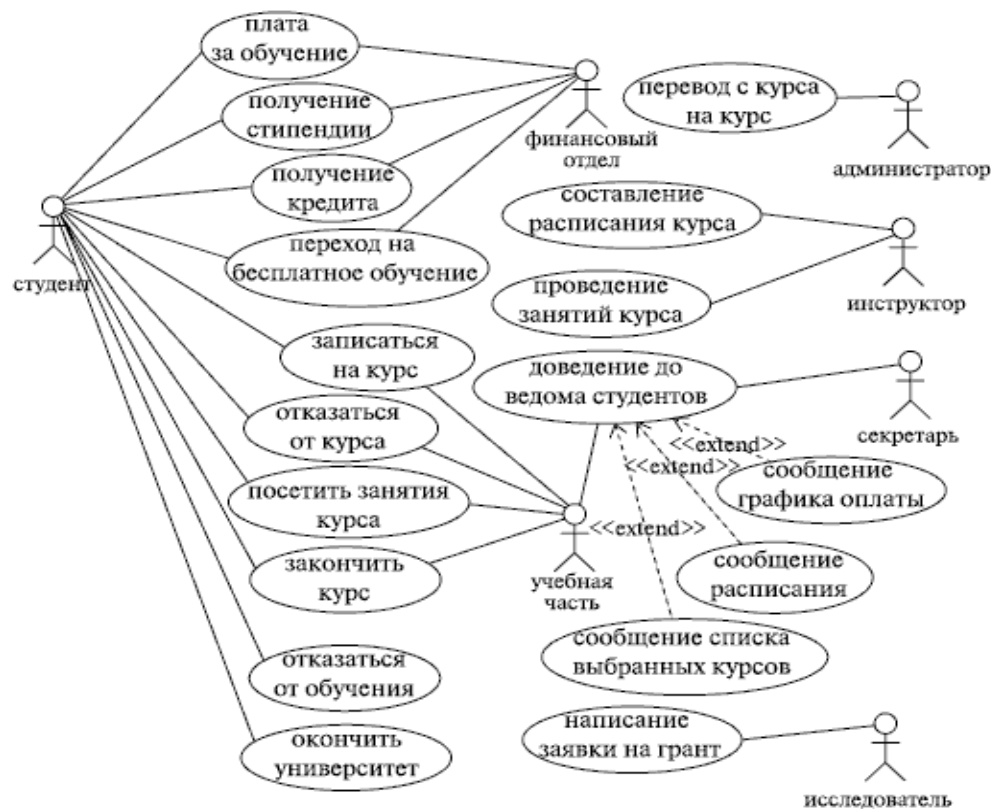 плата
за обучение
получение
стипендии
финансовый
отдел
перевод с курса
на курс
администратор
получение
кредита
составление
расписания курса
студент
переход на
бесплатное обучение
инструктор
проведение
занятий курса
записаться
на курс
доведение до
ведома студентов
секретарь
отказаться
от курса
<<extend>>
<<extend>>
сообщение
графика оплаты
посетить занятия
курса
<<extend>>
учебная
часть
закончить
курс
сообщение
расписания
сообщение списка
выбранных курсов
отказаться
от обучения
написание
заявки на грант
окончить
университет
исследователь